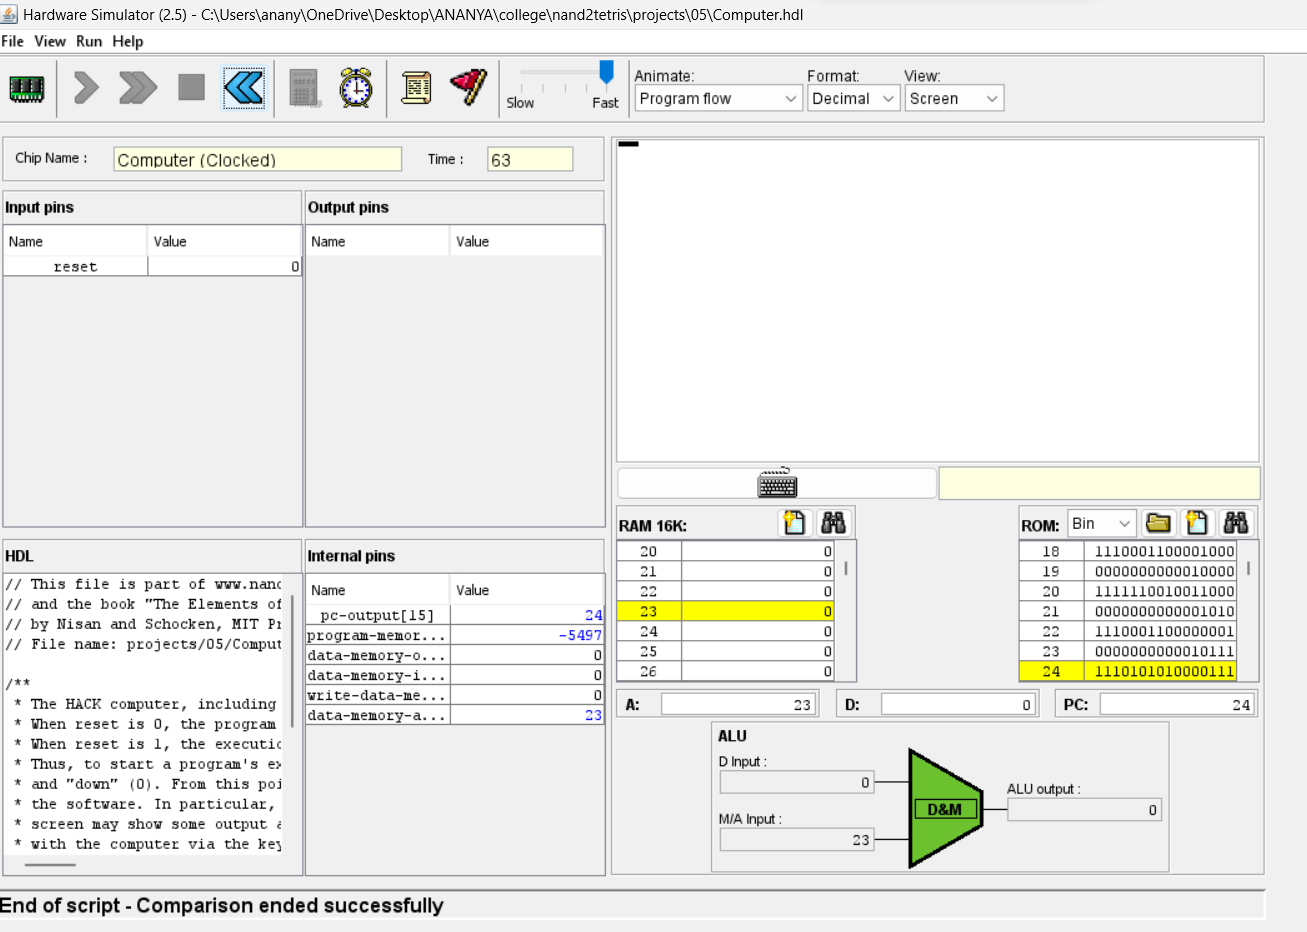 Hardware Simulator (2.5) - C:\Users\anany\OneDrive\Desktop\ANANYA\college\nand2tetris\projects\05\Computer.hdl
File View Run Help
Slow Fast
Animate: Format: View:
Program flow Decimal Screen
Chip Name : Computer (Clocked) Time : 63
Input pins
Name Value
reset 0
Output pins
Name Value
HDL
// This file is part of www.nand
// and the book "The Elements of
// by Nisan and Schocken, MIT Pr
// File name: projects/05/Comput
/**
* The HACK computer, including
* When reset is 0, the program
* When reset is 1, the executio
* Thus, to start a program's ex
* and "down" (0). From this poi
* the software. In particular,
* screen may show some output a
* with the computer via the key
Internal pins
Name Value
pc-output[15] 24
program-memor... -5497
data-memory-o... 0
data-memory-i... 0
write-data-me... 0
data-memory-a... 23
RAM 16K:
20 0
21 0
22 0
23 0
24 0
25 0
26 0
ROM: Bin
18 1110001100001000
19 0000000000010000
20 1111110010011000
21 0000000000001010
22 1110001100000001
23 0000000000010111
24 1110101010000111
A: 23 D: 0 PC: 24
ALU
D Input :
0
M/A Input :
23
D&M
ALU output :
0
End of script - Comparison ended successfully